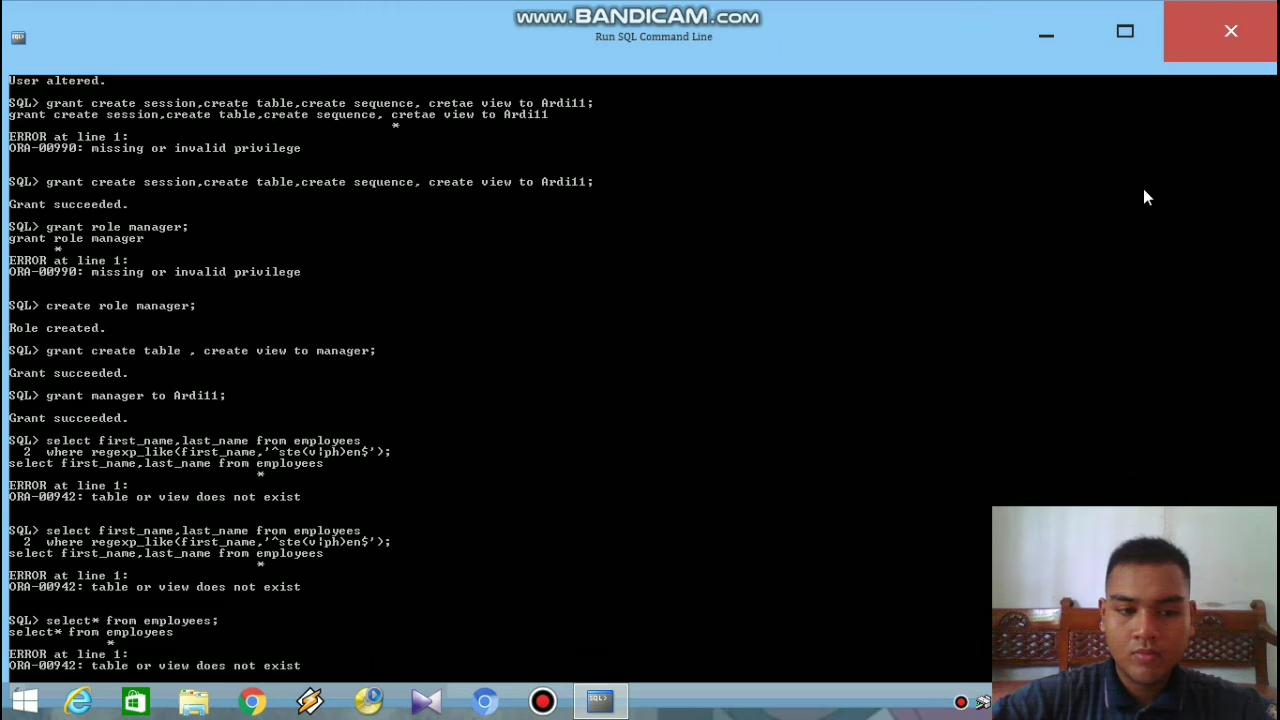 www.BANDICAM.com
Run SQL Command Line
User altered.
SQL> grant create session,create table,create sequence, cretae view to Ardi11;
grant create session,create table,create sequence, cretae view to Ardi11
*
ERROR at line 1:
ORA-00990: missing or invalid privilege
SQL> grant create session,create table,create sequence, create view to Ardi11;
Grant succeeded.
SQL> grant role manager;
grant role manager
*
ERROR at line 1:
ORA-00990: missing or invalid privilege
SQL> create role manager;
Role created.
SQL> grant create table , create view to manager;
Grant succeeded.
SQL> grant manager to Ardi11;
Grant succeeded.
SQL> select first_name,last_name from employees
2 where regexp_like(first_name,'^ste(v|ph)en$');
select first_name,last_name from employees
*
ERROR at line 1:
ORA-00942: table or view does not exist
SQL> select first_name,last_name from employees
2 where regexp_like(first_name,'^ste(v|ph)en$');
select first_name,last_name from employees
*
ERROR at line 1:
ORA-00942: table or view does not exist
SQL> select* from employees;
select* from employees
*
ERROR at line 1:
ORA-00942: table or view does not exist
SQL>